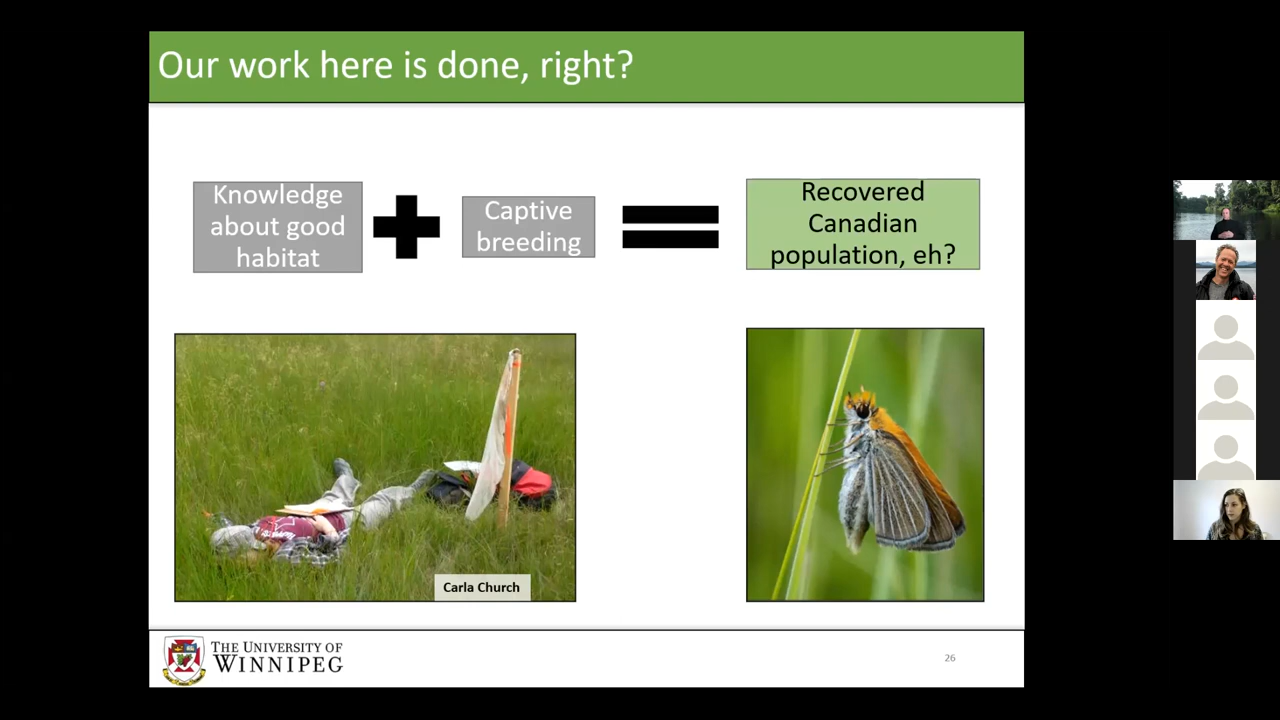 Our work here is done, right?
Knowledge
about good
habitat
Captive
breeding
Recovered
Canadian
population, eh?
Carla Church
THE UNIVERSITY OF
WINNIPEG
26